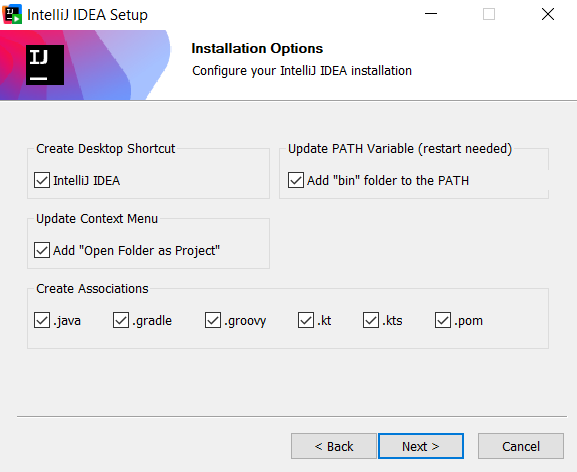 IntelliJ IDEA Setup
IJ
Installation Options
Configure your IntelliJ IDEA installation
Create Desktop Shortcut
IntelliJ IDEA
Update PATH Variable (restart needed)
Add "bin" folder to the PATH
Update Context Menu
Add "Open Folder as Project"
Create Associations
.java .gradle .groovy .kt .kts .pom
< Back Next > Cancel